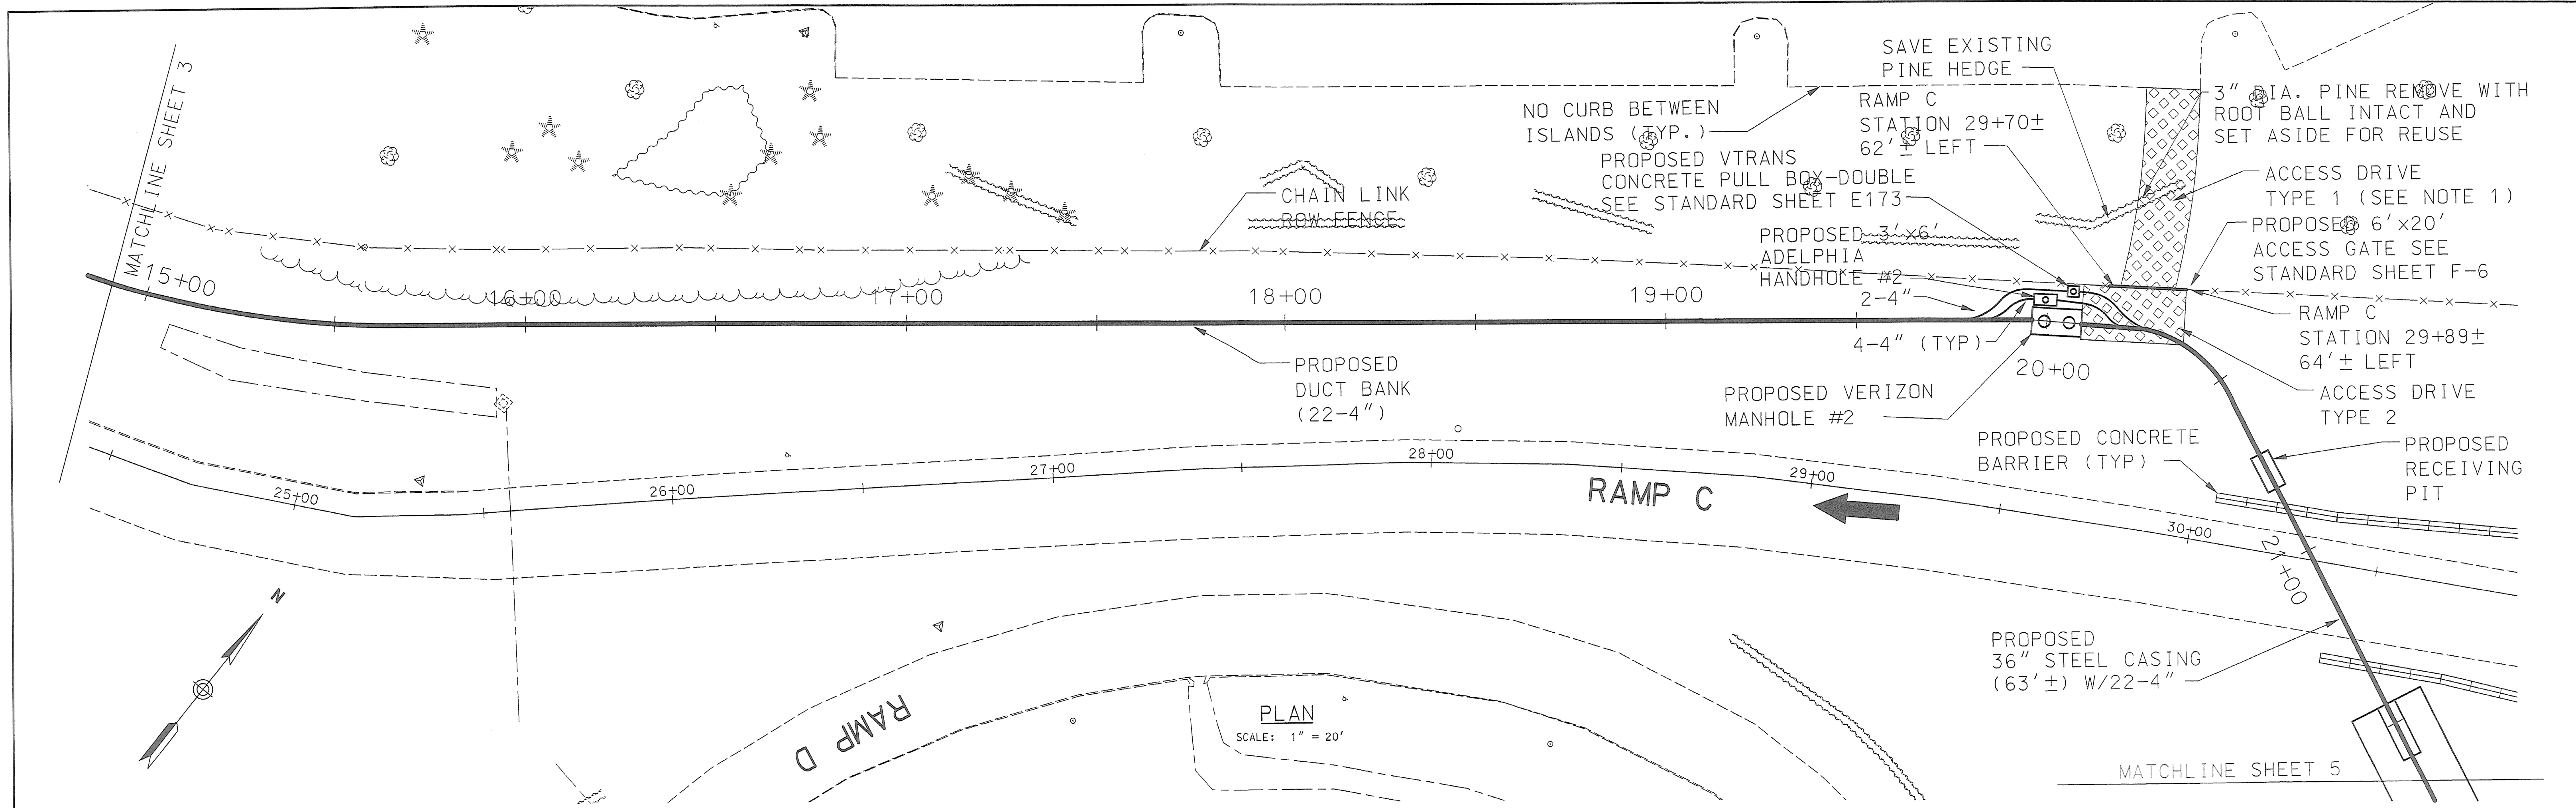 MATCHLINE SHEET 3
SAVE EXISTING
PINE HEDGE
NO CURB BETWEEN
ISLANDS (TYP.)
RAMP C
STATION 29+70±
62'± LEFT
3" DIA. PINE REMOVE WITH
ROOT BALL INTACT AND
SET ASIDE FOR REUSE
PROPOSED VTRANS
CONCRETE PULL BOX-DOUBLE
SEE STANDARD SHEET E173
ACCESS DRIVE
TYPE 1 (SEE NOTE 1)
CHAIN LINK
ROW FENCE
PROPOSED 6'x20'
ACCESS GATE SEE
STANDARD SHEET F-6
PROPOSED 3'x6'
ADELPHIA
HANDHOLE #2
2-4"
15+00
16+00
17+00
18+00
19+00
20+00
21+00
4-4" (TYP)
RAMP C
STATION 29+89±
64'± LEFT
PROPOSED
DUCT BANK
(22-4")
PROPOSED VERIZON
MANHOLE #2
ACCESS DRIVE
TYPE 2
PROPOSED CONCRETE
BARRIER (TYP)
PROPOSED
RECEIVING
PIT
25+00
26+00
27+00
28+00
29+00
30+00
RAMP C
N
PROPOSED
36" STEEL CASING
(63'±) W/22-4"
RAMP D
PLAN
SCALE: 1" = 20'
MATCHLINE SHEET 5